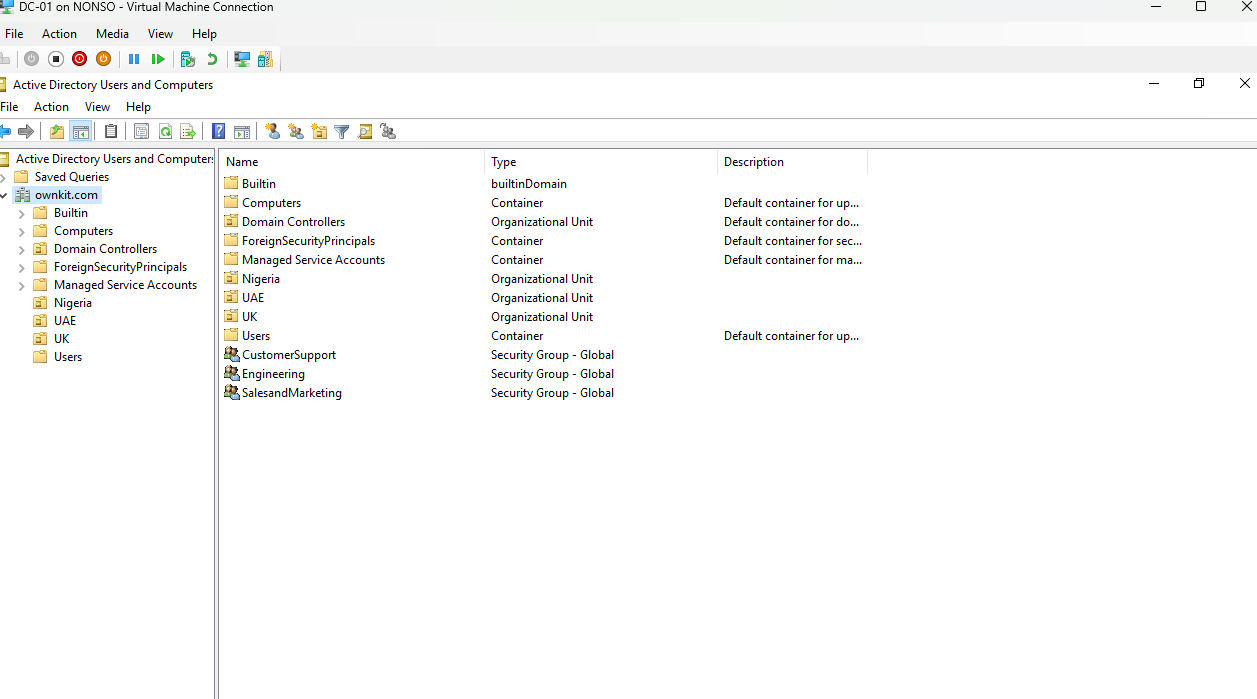 DC-01 on NONSO - Virtual Machine Connection
File Action Media View Help
Active Directory Users and Computers
File Action View Help
Active Directory Users and Computers
Saved Queries
ownkit.com
Builtin
Computers
Domain Controllers
ForeignSecurityPrincipals
Managed Service Accounts
Nigeria
UAE
UK
Users
Name Type Description
Builtin builtinDomain
Computers Container Default container for up...
Domain Controllers Organizational Unit Default container for do...
ForeignSecurityPrincipals Container Default container for sec...
Managed Service Accounts Container Default container for ma...
Nigeria Organizational Unit
UAE Organizational Unit
UK Organizational Unit
Users Container Default container for up...
CustomerSupport Security Group - Global
Engineering Security Group - Global
SalesandMarketing Security Group - Global